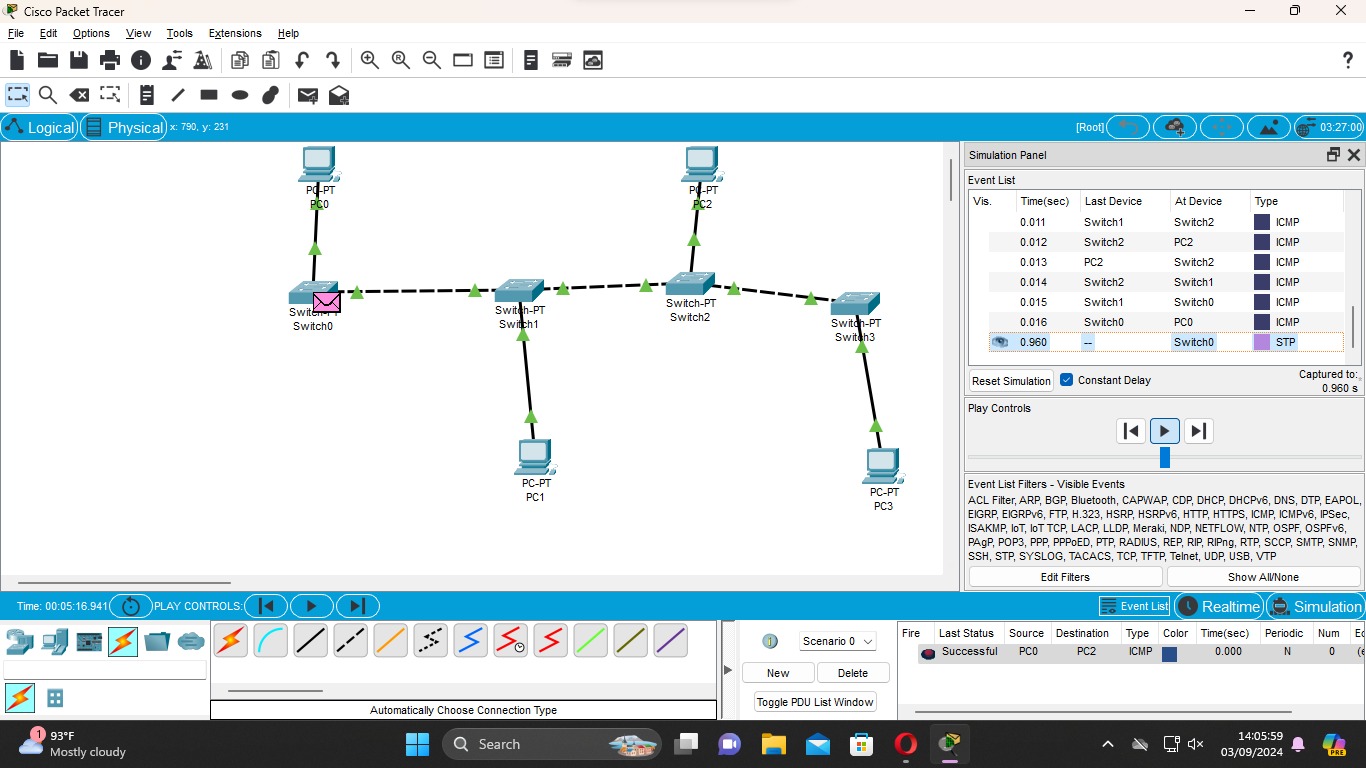 Cisco Packet Tracer
File Edit Options View Tools Extensions Help
Logical Physical x: 790, y: 231 [Root] 03:27:00
PC-PT
PC0
PC-PT
PC2
Switch-PT
Switch0
Switch-PT
Switch1
Switch-PT
Switch2
Switch-PT
Switch3
PC-PT
PC1
PC-PT
PC3
Simulation Panel
Event List
Vis. Time(sec) Last Device At Device Type
0.011 Switch1 Switch2 ICMP
0.012 Switch2 PC2 ICMP
0.013 PC2 Switch2 ICMP
0.014 Switch2 Switch1 ICMP
0.015 Switch1 Switch0 ICMP
0.016 Switch0 PC0 ICMP
0.960 -- Switch0 STP
Reset Simulation Constant Delay Captured to:
0.960 s
Play Controls
Event List Filters - Visible Events
ACL Filter, ARP, BGP, Bluetooth, CAPWAP, CDP, DHCP, DHCPv6, DNS, DTP, EAPOL,
EIGRP, EIGRPv6, FTP, H.323, HSRP, HSRPv6, HTTP, HTTPS, ICMP, ICMPv6, IPSec,
ISAKMP, IoT, IoT TCP, LACP, LLDP, Meraki, NDP, NETFLOW, NTP, OSPF, OSPFv6,
PAgP, POP3, PPP, PPPoED, PTP, RADIUS, REP, RIP, RIPng, RTP, SCCP, SMTP, SNMP,
SSH, STP, SYSLOG, TACACS, TCP, TFTP, Telnet, UDP, USB, VTP
Edit Filters Show All/None
Time: 00:05:16.941 PLAY CONTROLS: Event List Realtime Simulation
Scenario 0
New Delete
Toggle PDU List Window
Fire Last Status Source Destination Type Color Time(sec) Periodic Num Ec
Successful PC0 PC2 ICMP 0.000 N 0 (e
Automatically Choose Connection Type
1
93°F
Mostly cloudy
Search
14:05:59
03/09/2024
PRE